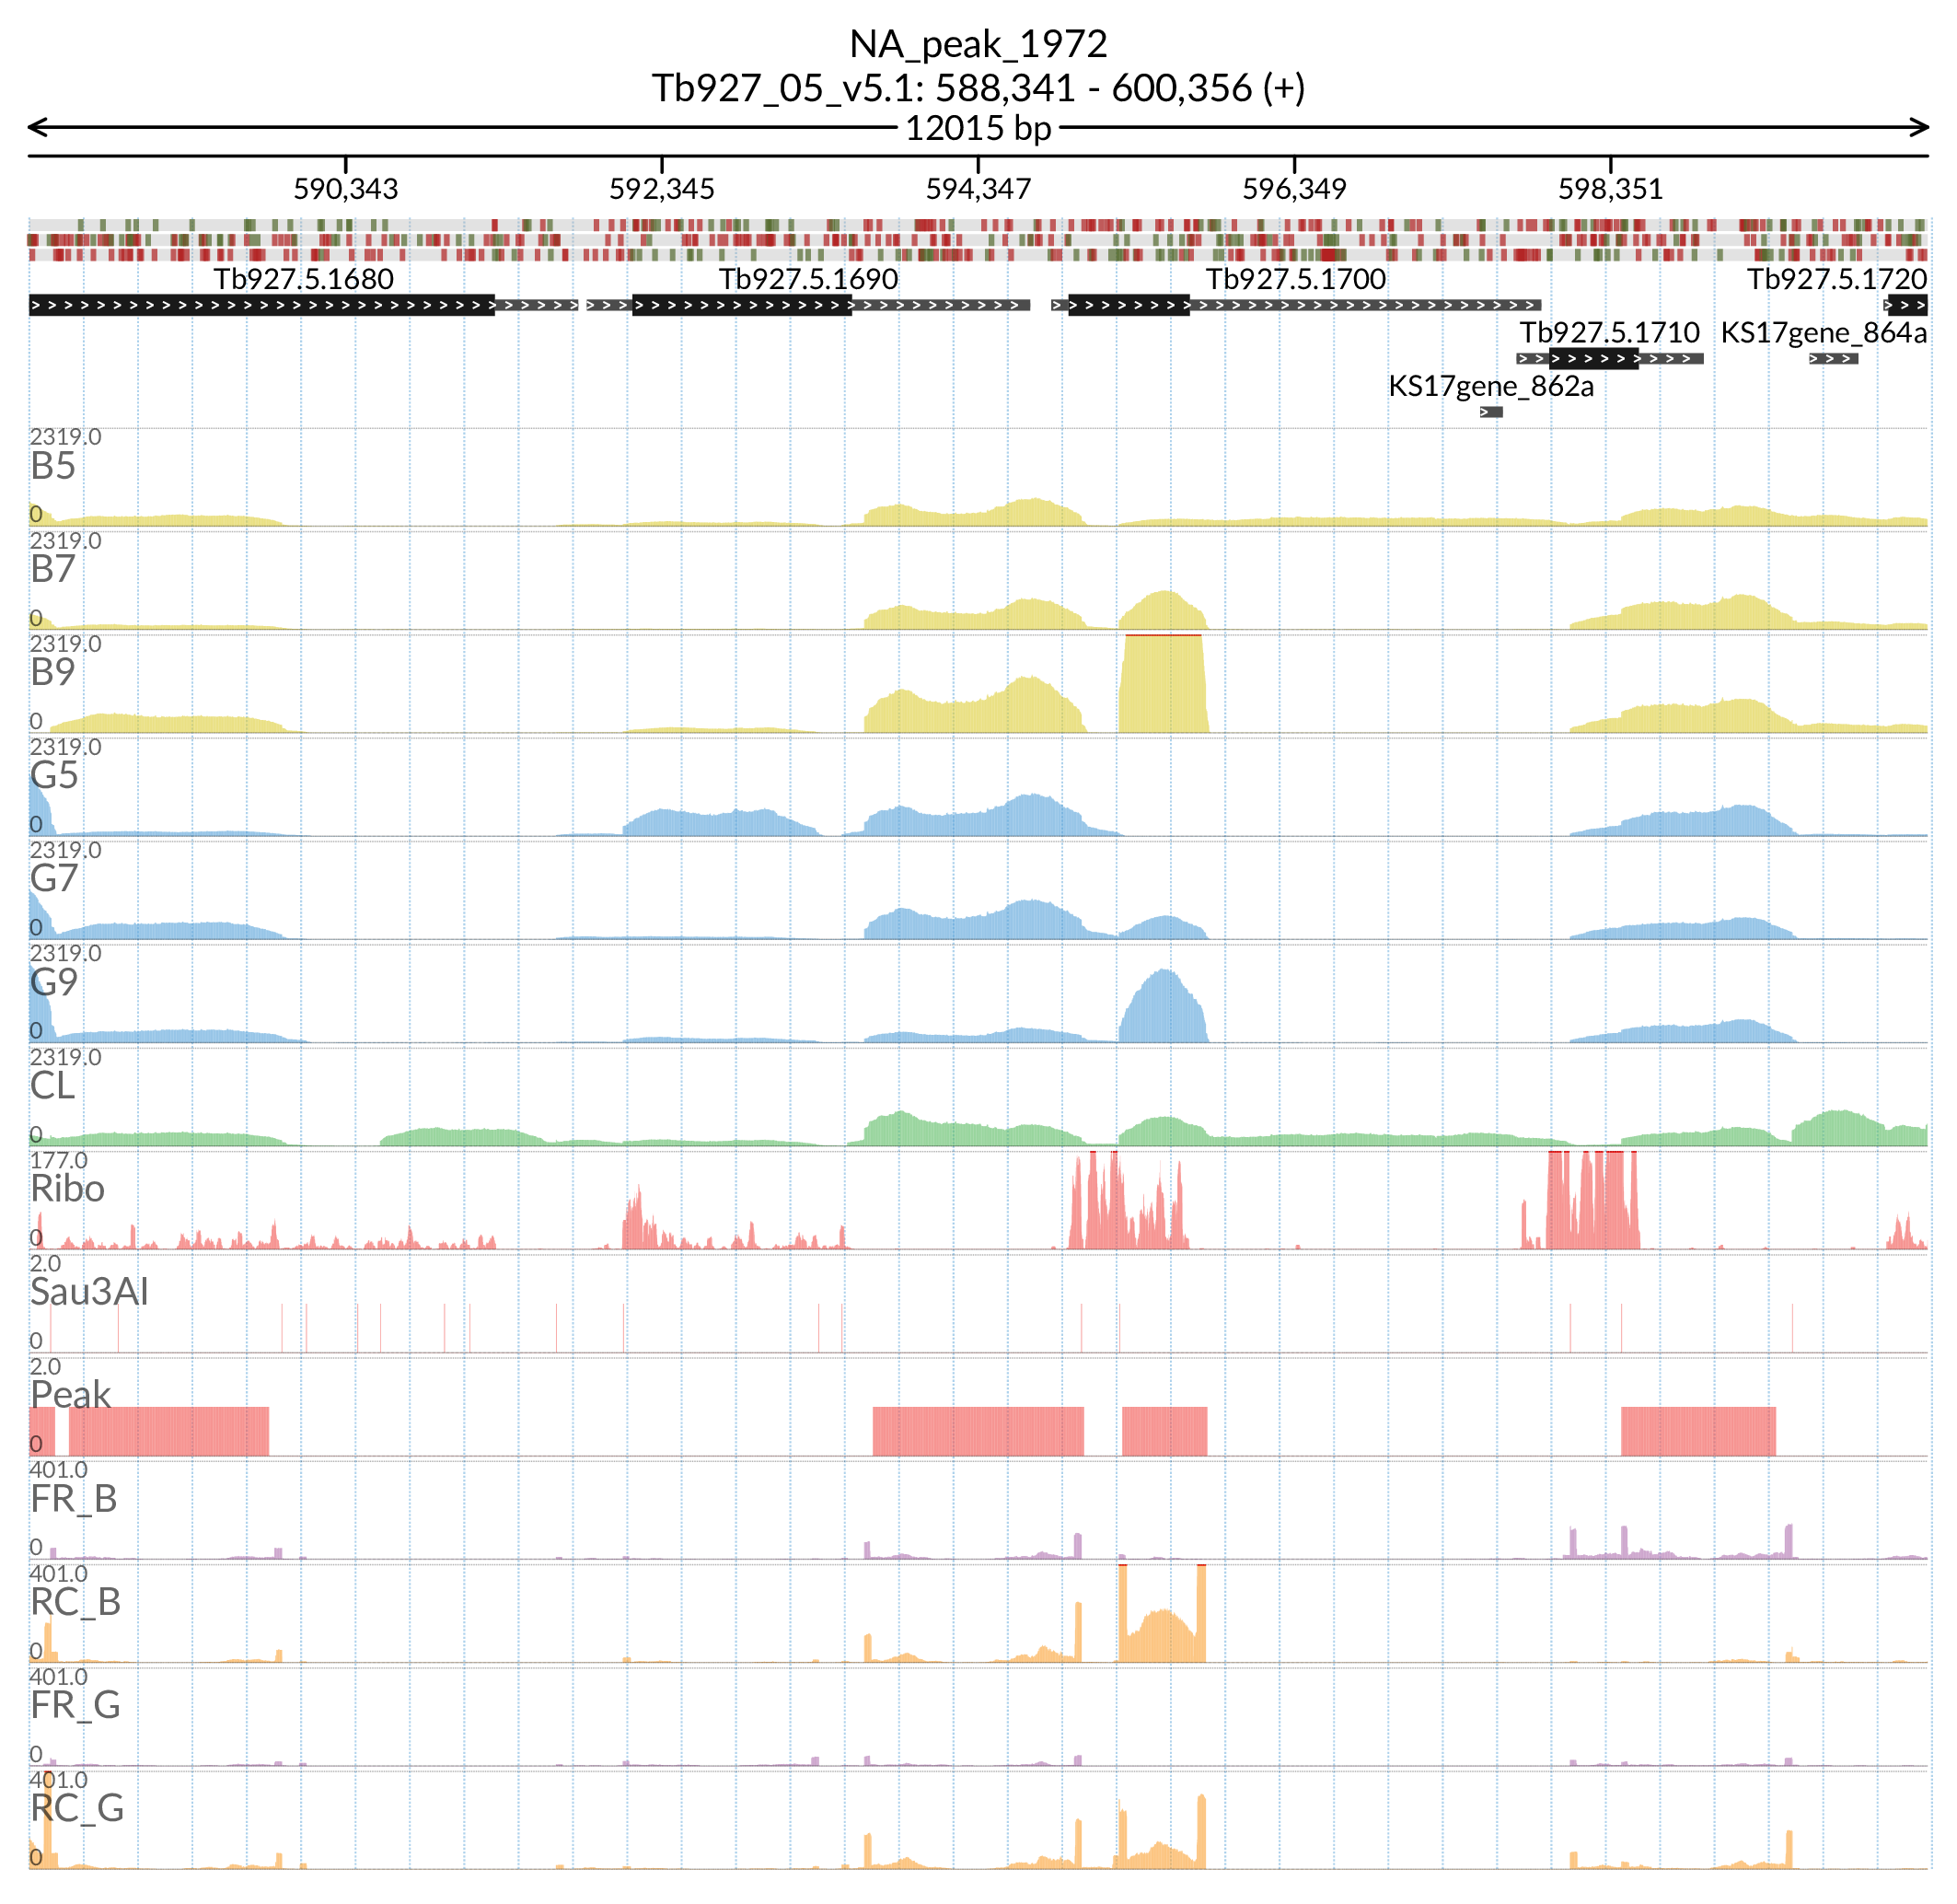 NA_peak_1972
Tb927_05_v5.1: 588,341 - 600,356 (+)
12015 bp
590,343 592,345 594,347 596,349 598,351
Tb927.5.1680 Tb927.5.1690 Tb927.5.1700 Tb927.5.1720
Tb927.5.1710 KS17gene_864a
KS17gene_862a
2319.0
B5
0
2319.0
B7
0
2319.0
B9
0
2319.0
G5
0
2319.0
G7
0
2319.0
G9
0
2319.0
CL
0
177.0
Ribo
0
2.0
Sau3AI
0
2.0
Peak
0
401.0
FR_B
0
401.0
RC_B
0
401.0
FR_G
0
401.0
RC_G
0